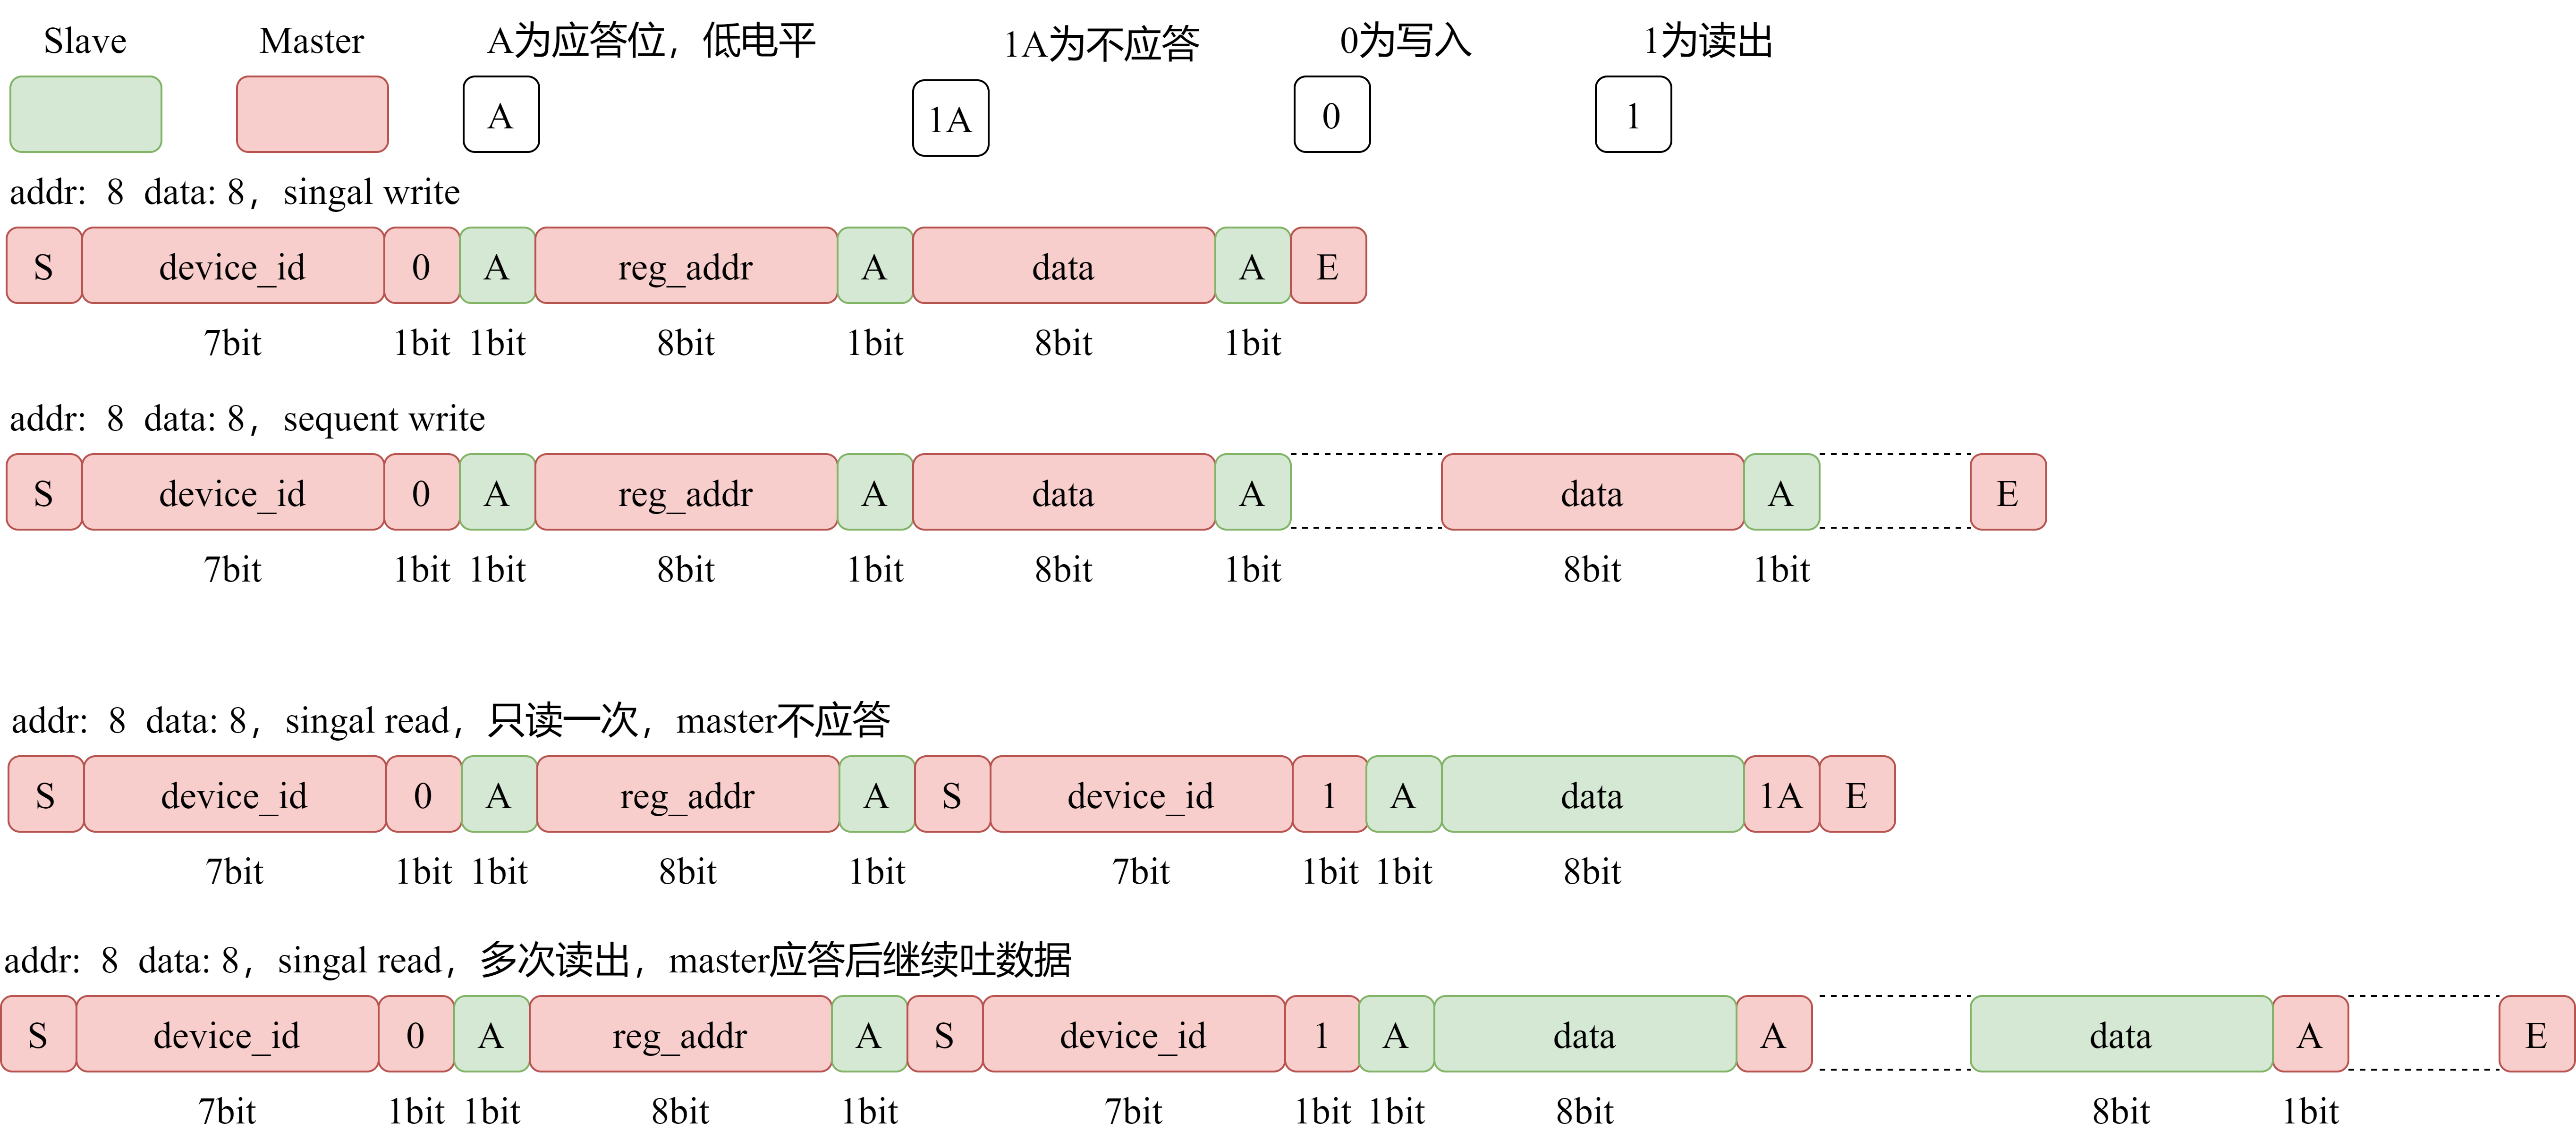 Slave Master A为应答位，低电平 1A为不应答 0为写入 1为读出
A 1A 0 1
addr: 8 data: 8，singal write
S device_id 0 A reg_addr A data A E
7bit 1bit 1bit 8bit 1bit 8bit 1bit
addr: 8 data: 8，sequent write
S device_id 0 A reg_addr A data A data A E
7bit 1bit 1bit 8bit 1bit 8bit 1bit 8bit 1bit
addr: 8 data: 8，singal read，只读一次，master不应答
S device_id 0 A reg_addr A S device_id 1 A data 1A E
7bit 1bit 1bit 8bit 1bit 7bit 1bit 1bit 8bit
addr: 8 data: 8，singal read，多次读出，master应答后继续吐数据
S device_id 0 A reg_addr A S device_id 1 A data A data A E
7bit 1bit 1bit 8bit 1bit 7bit 1bit 1bit 8bit 8bit 1bit